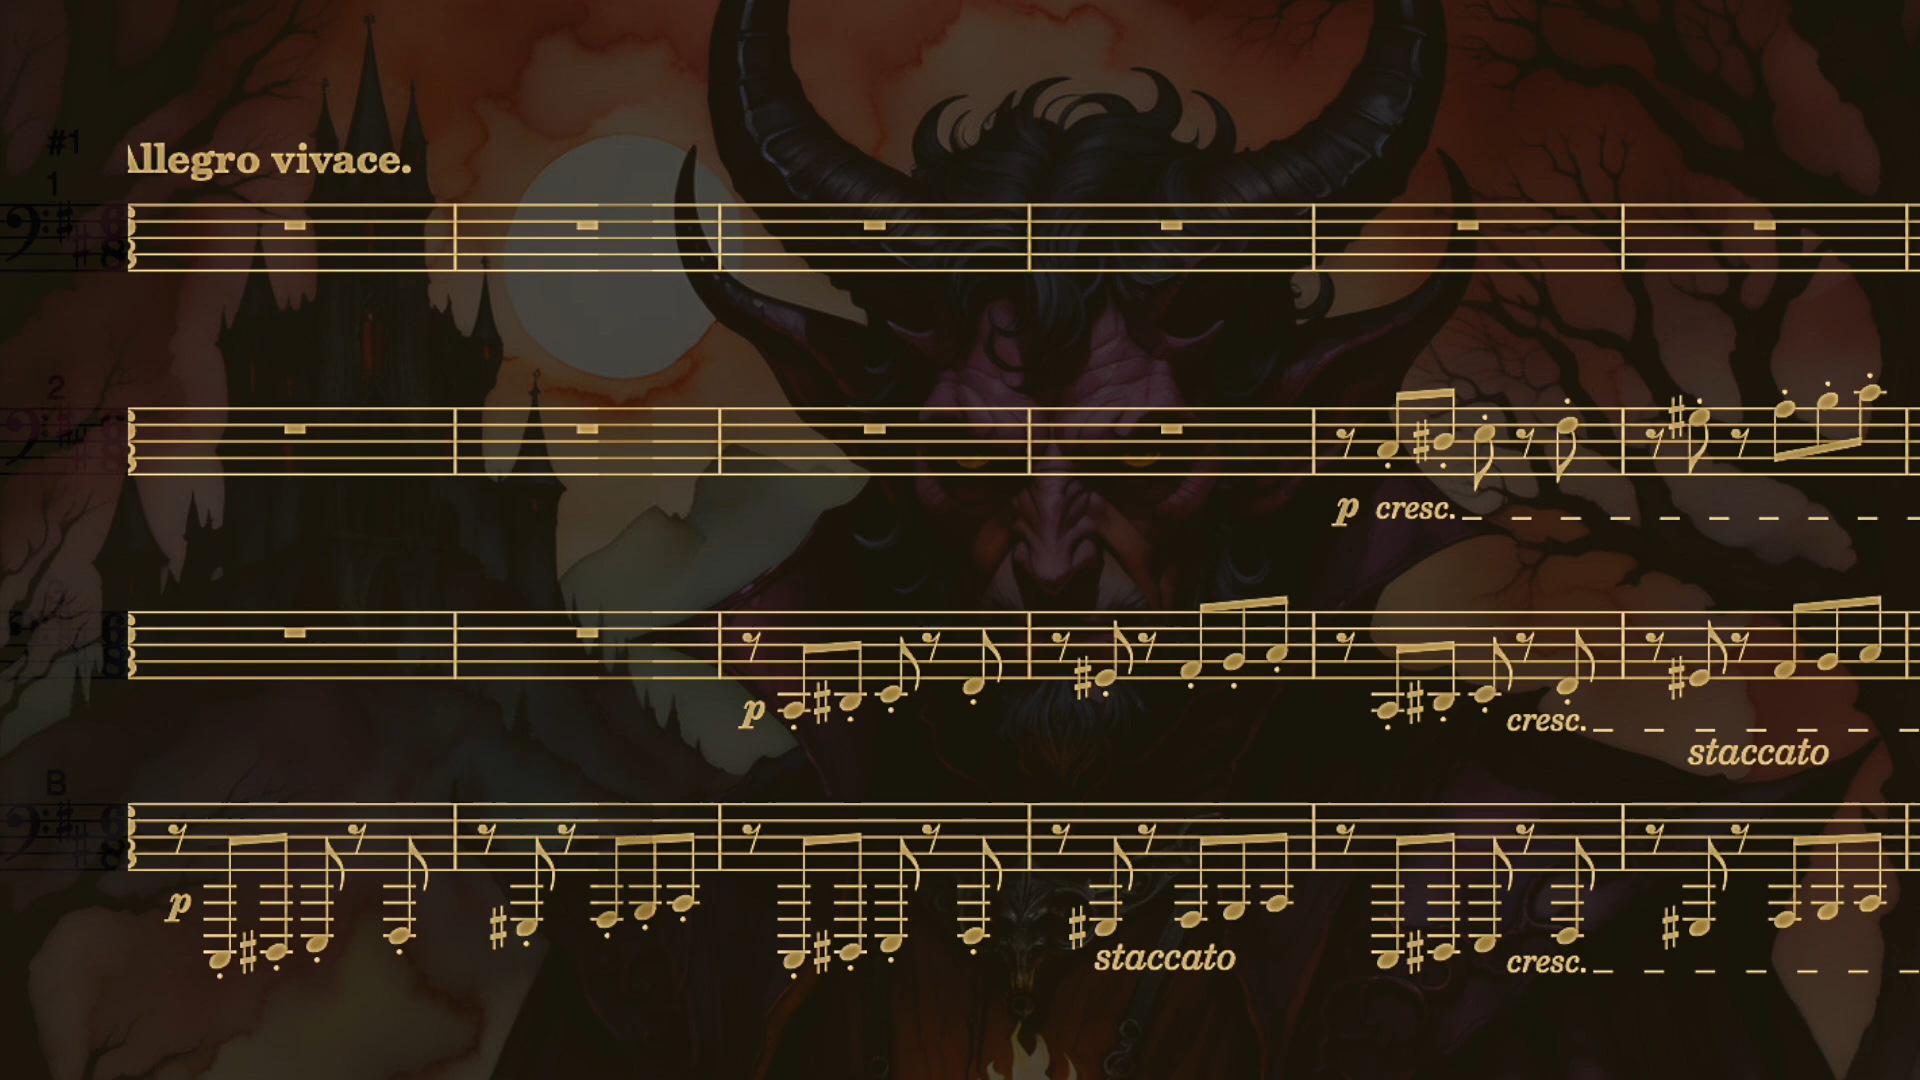 #1
Allegro vivace.
1
2
p cresc.
p
cresc.
staccato
B
p
staccato
cresc.